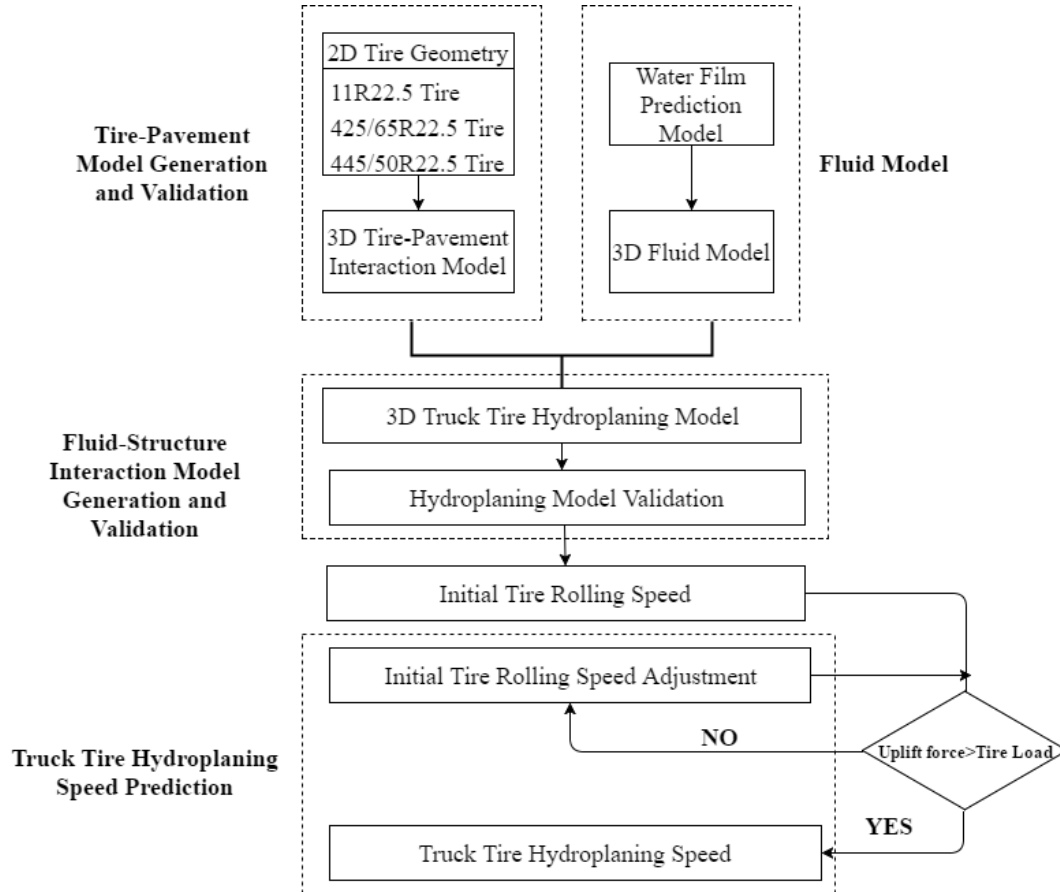 2D Tire Geometry
11R22.5 Tire
425/65R22.5 Tire
445/50R22.5 Tire
Tire-Pavement
Model Generation
and Validation
3D Tire-Pavement
Interaction Model
Water Film
Prediction
Model
Fluid Model
3D Fluid Model
3D Truck Tire Hydroplaning Model
Fluid-Structure
Interaction Model
Generation and
Validation
Hydroplaning Model Validation
Initial Tire Rolling Speed
Initial Tire Rolling Speed Adjustment
NO
Uplift force>Tire Load
Truck Tire Hydroplaning
Speed Prediction
YES
Truck Tire Hydroplaning Speed